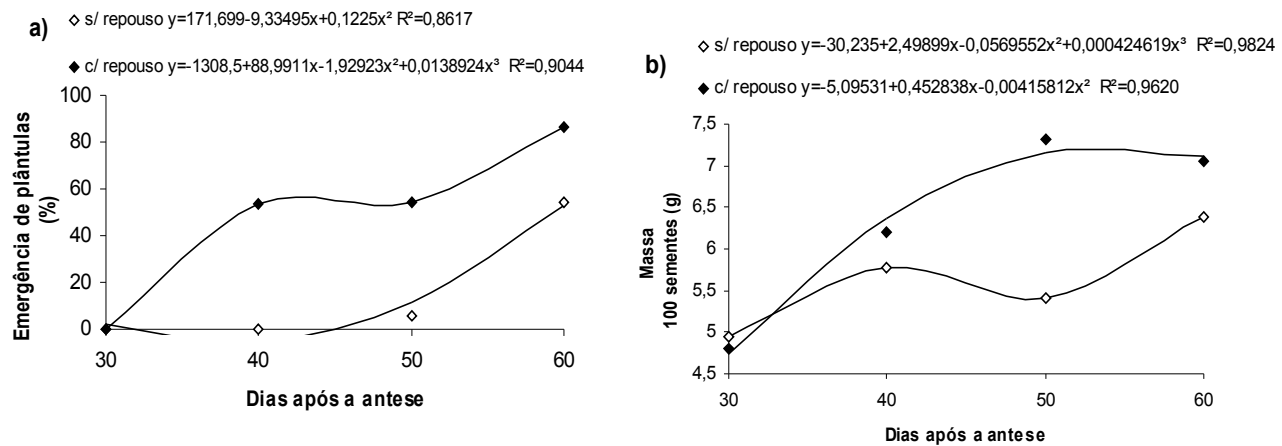 a)
◇ s/ repouso y=171,699-9,33495x+0,1225x² R²=0,8617
◆ c/ repouso y=-1308,5+88,9911x-1,92923x²+0,0138924x³ R²=0,9044
Emergência de plântulas
(%)
100
80
60
40
20
0
30 40 50 60
Dias após a antese
b)
◇ s/ repouso y=-30,235+2,49899x-0,0569552x²+0,000424619x³ R²=0,9824
◆ c/ repouso y=-5,09531+0,452838x-0,00415812x² R²=0,9620
Massa
100 sementes (g)
7,5
7
6,5
6
5,5
5
4,5
30 40 50 60
Dias após a antese